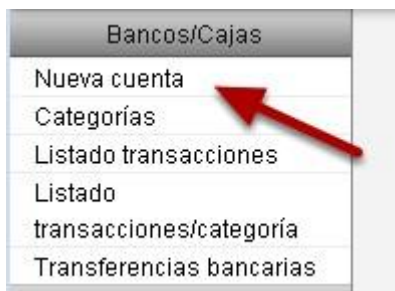 Bancos/Cajas
Nueva cuenta
Categorías
Listado transacciones
Listado
transacciones/categoría
Transferencias bancarias